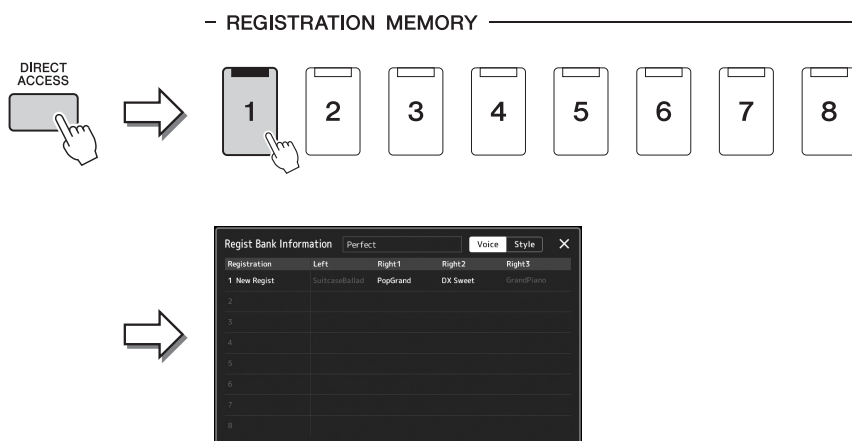 REGISTRATION MEMORY
DIRECT
ACCESS
1 2 3 4 5 6 7 8
Regist Bank Information Perfect Voice Style ×
Registration Left Right1 Right2 Right3
1 New Regist SuitcaseBallad PopGrand DX Sweet GrandPiano
2
3
4
5
6
7
8